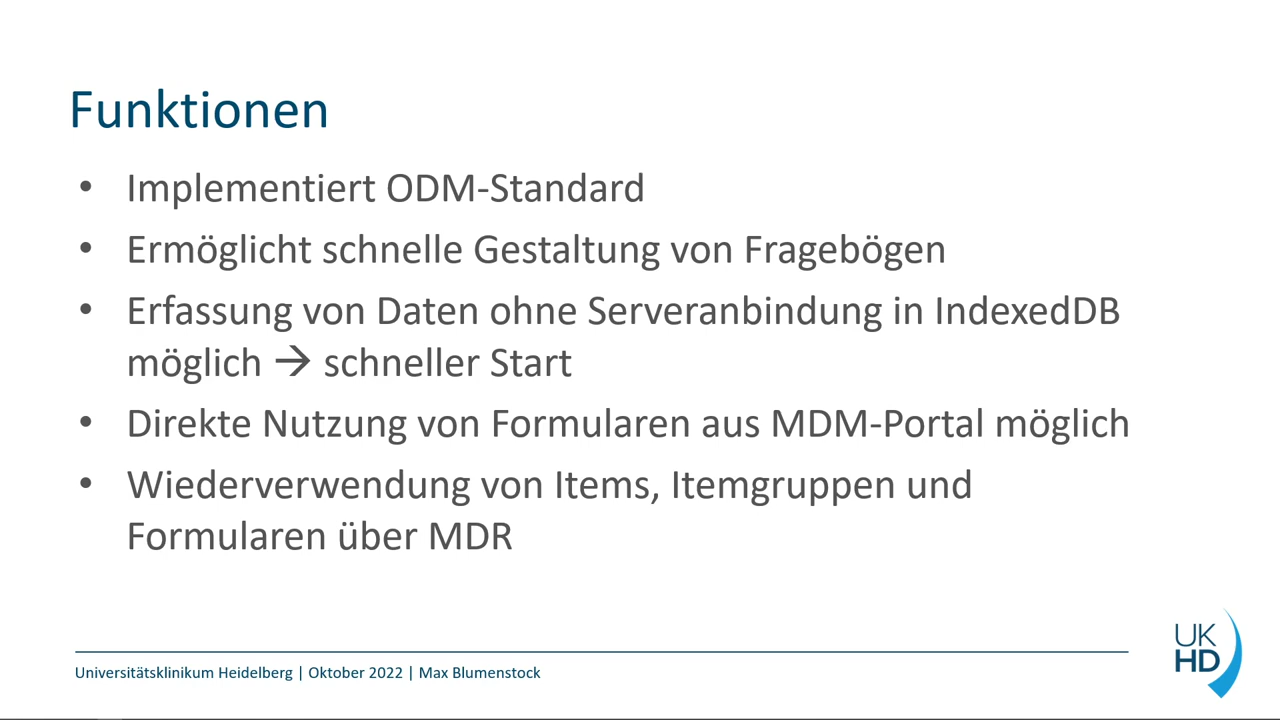 Funktionen
• Implementiert ODM-Standard
• Ermöglicht schnelle Gestaltung von Fragebögen
• Erfassung von Daten ohne Serveranbindung in IndexedDB
möglich → schneller Start
• Direkte Nutzung von Formularen aus MDM-Portal möglich
• Wiederverwendung von Items, Itemgruppen und
Formularen über MDR
Universitätsklinikum Heidelberg | Oktober 2022 | Max Blumenstock
UK
HD